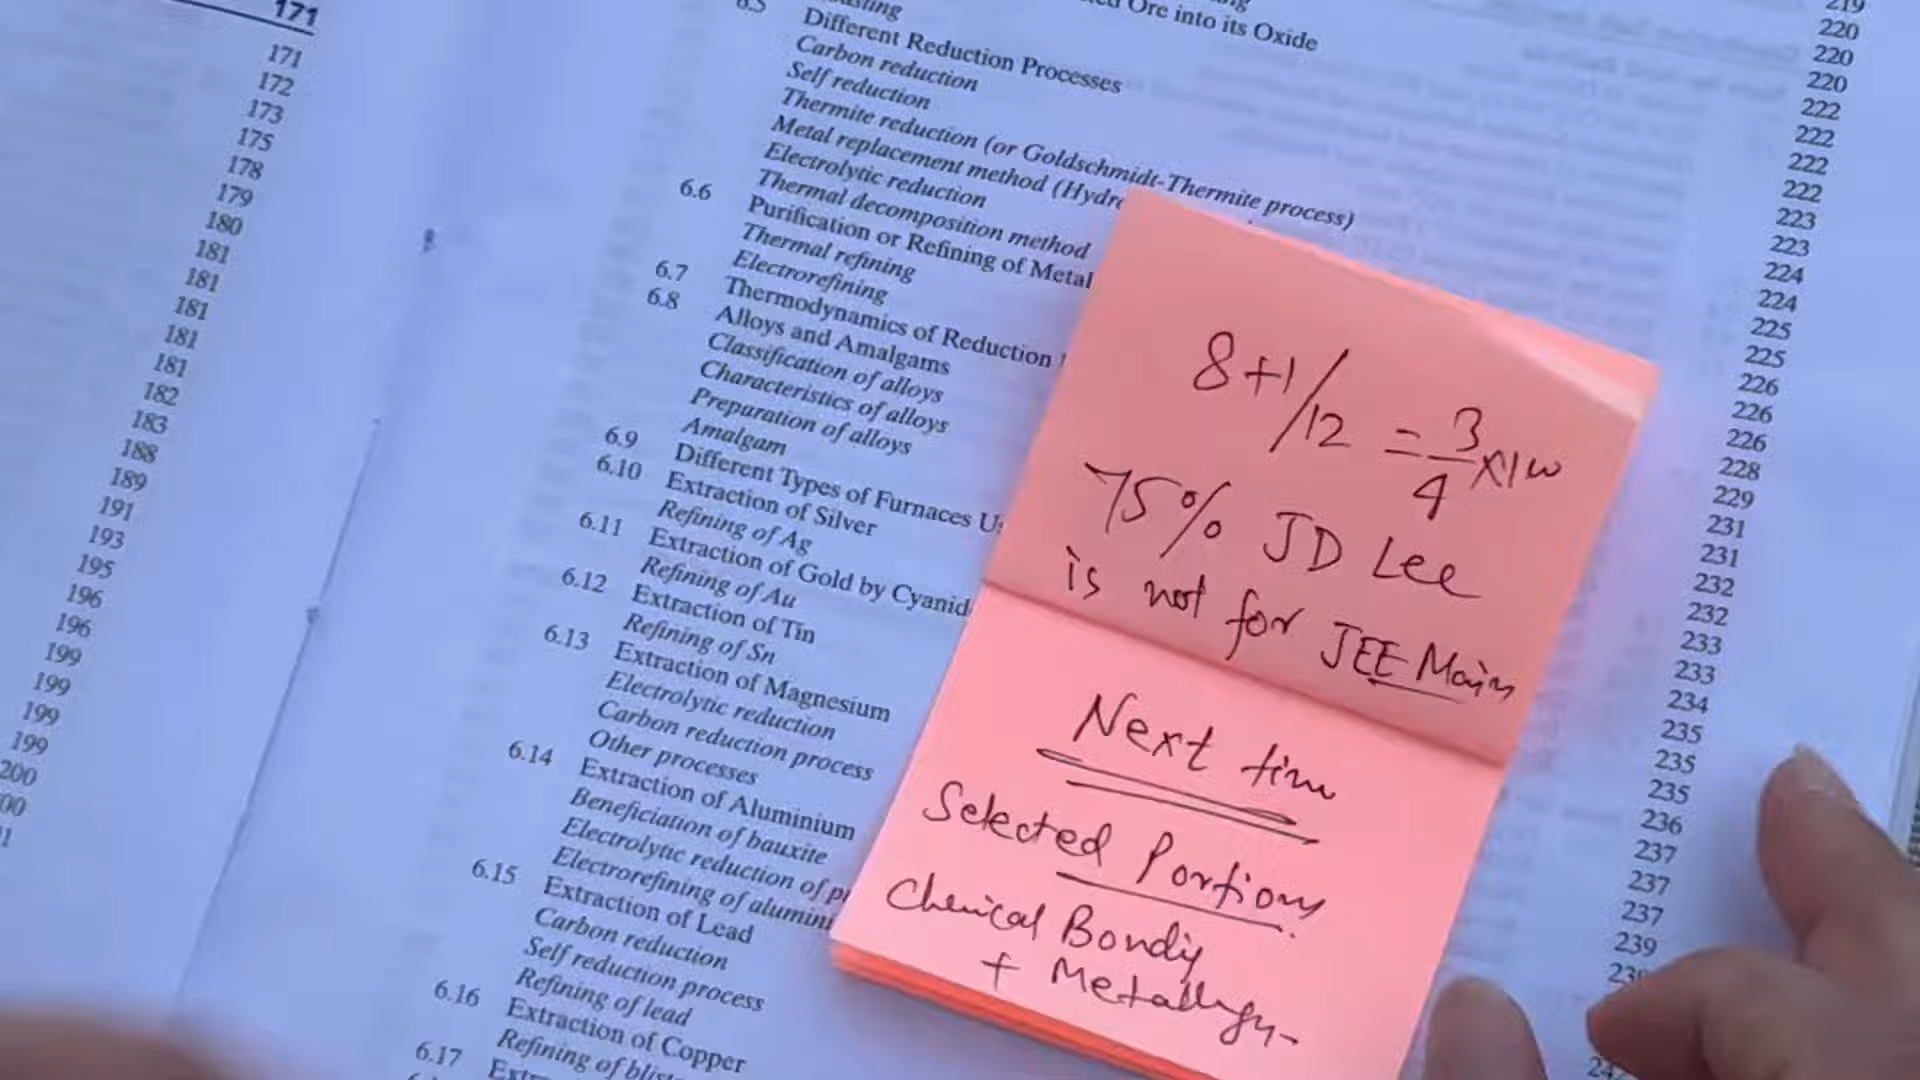 171
171
172
173
175
178
179
180
181
181
181
181
181
182
183
188
189
191
193
195
196
196
199
199
199
199
200
Ore into its Oxide
Different Reduction Processes
Carbon reduction
Self reduction
Thermite reduction (or Goldschmidt-Thermite process)
Metal replacement method
Electrolytic reduction
Thermal decomposition method
6.6 Purification or Refining of Metal
Thermal refining
Electrorefining
6.7 Thermodynamics of Reduction
6.8 Alloys and Amalgams
Classification of alloys
Characteristics of alloys
Preparation of alloys
Amalgam
6.9 Different Types of Furnaces
6.10 Extraction of Silver
Refining of Ag
6.11 Extraction of Gold by Cyanid
Refining of Au
6.12 Extraction of Tin
Refining of Sn
6.13 Extraction of Magnesium
Electrolytic reduction
Carbon reduction process
Other processes
6.14 Extraction of Aluminium
Beneficiation of bauxite
Electrolytic reduction of
Electrorefining of
6.15 Extraction of Lead
Carbon reduction
Self reduction process
Refining of lead
6.16 Extraction of Copper
Refining of
6.17
8+1/12 = 3/4 x 100
75% JD Lee
is not for JEE Mains
Next time
Selected Portions
Chemical Bonding
+ Metallurgy
219
220
220
220
222
222
222
222
223
223
224
224
225
225
226
226
226
228
229
231
231
232
232
233
233
234
235
235
235
236
237
237
237
239